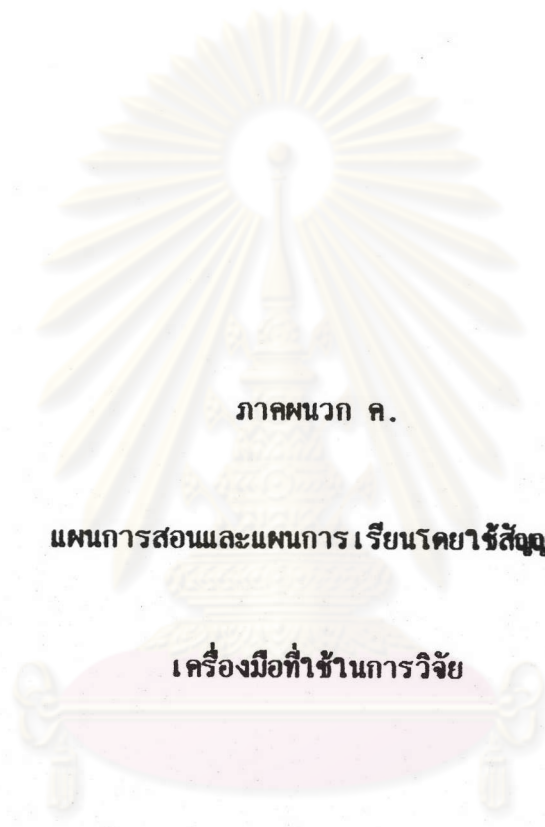 ภาคผนวก ค.
แผนการสอนและแผนการเรียนโดยใช้สัญ
เครื่องมือที่ใช้ในการวิจัย